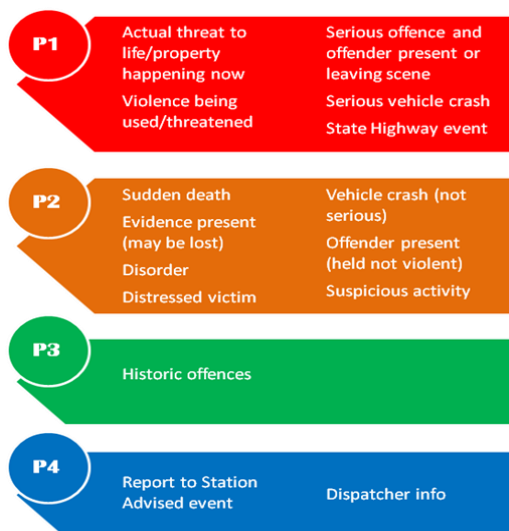 P1
Actual threat to
life/property
happening now
Violence being
used/threatened
Serious offence and
offender present or
leaving scene
Serious vehicle crash
State Highway event
P2
Sudden death
Evidence present
(may be lost)
Disorder
Distressed victim
Vehicle crash (not
serious)
Offender present
(held not violent)
Suspicious activity
P3
Historic offences
P4
Report to Station
Advised event
Dispatcher info